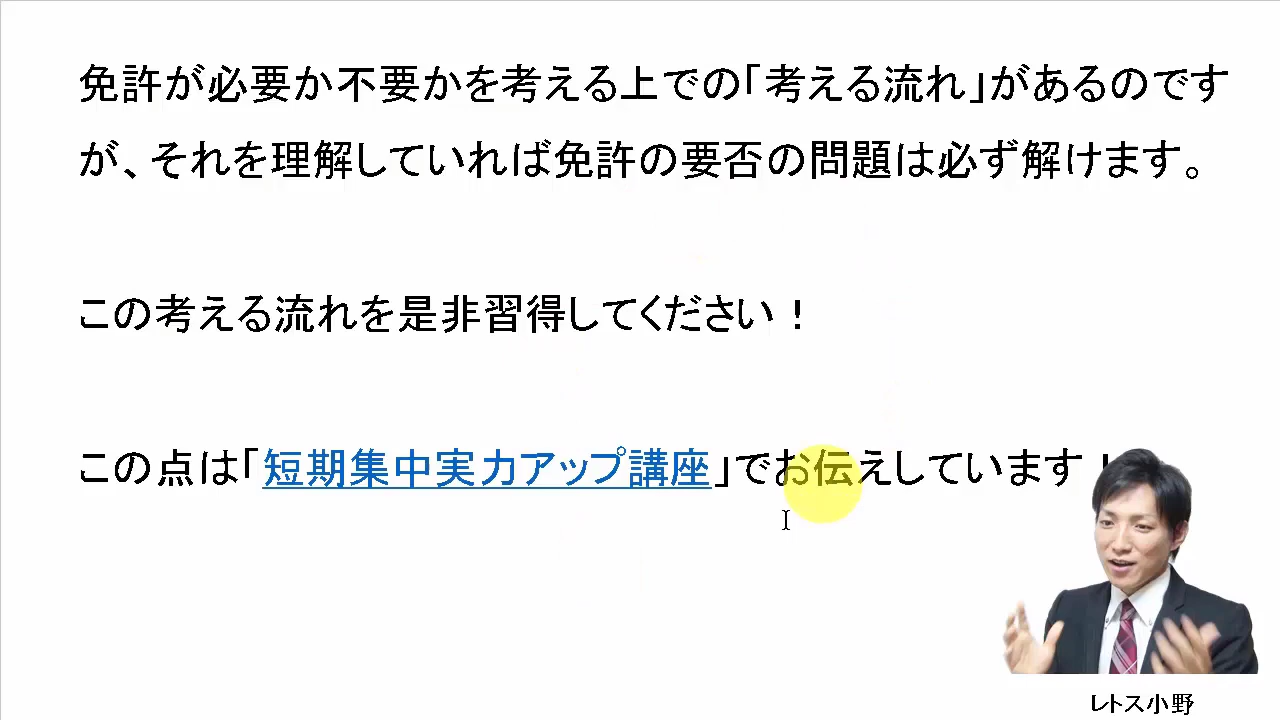 免許が必要か不要かを考える上での「考える流れ」があるのです
が、それを理解していれば免許の要否の問題は必ず解けます。
この考える流れを是非習得してください！
この点は「短期集中実力アップ講座」でお伝えしています！
レトス小野